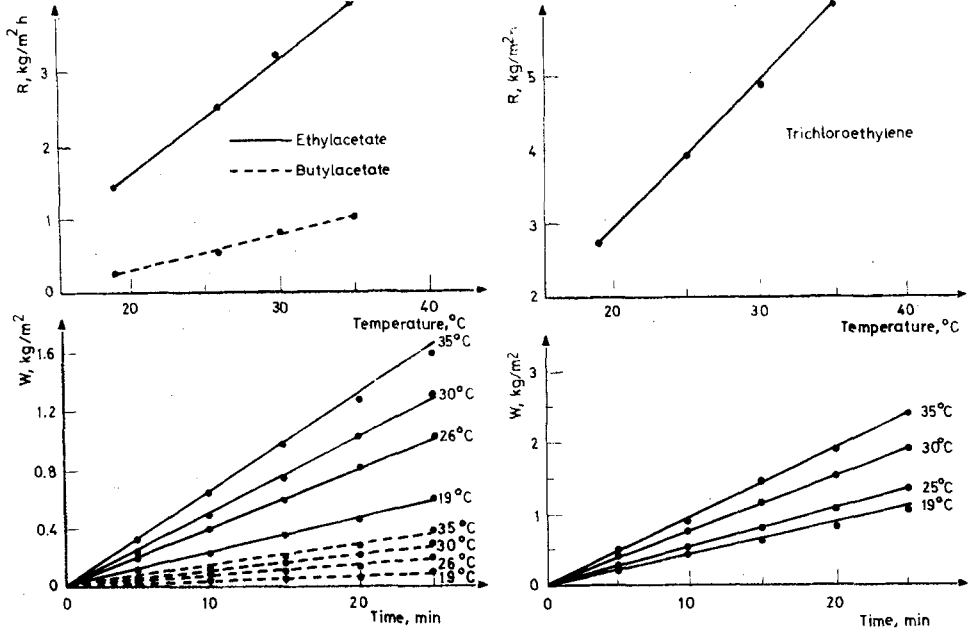 R, kg/m² h
3
2
1
0
Ethylacetate
Butylacetate
20
30
40
Temperature, °C
R, kg/m²
5
4
3
2
Trichloroethylene
20
30
40
Temperature, °C
W, kg/m²
1.6
1.2
0.8
0.4
0
35°C
30°C
26°C
19°C
35°C
30°C
26°C
19°C
0
10
20
Time, min
W, kg/m²
3
2
1
0
35°C
30°C
25°C
19°C
0
10
20
30
40
Time, min